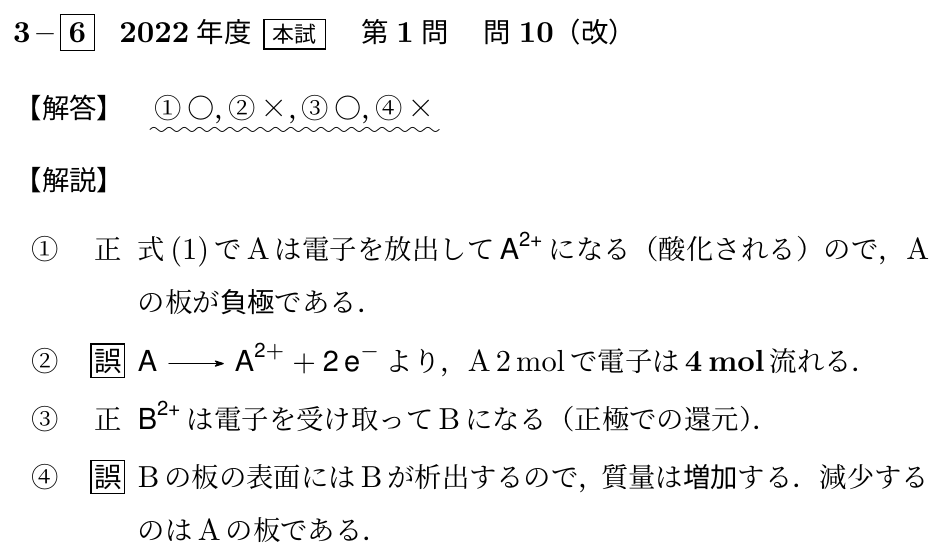 3－6 2022年度 本試 第1問 問10（改）
【解答】 ①○,②×,③○,④×
【解説】
① 正 式(1)でAは電子を放出してA²⁺になる（酸化される）ので，A
の板が負極である．
② 誤 A ⟶ A²⁺ + 2e⁻ より，A 2 molで電子は4 mol流れる．
③ 正 B²⁺は電子を受け取ってBになる（正極での還元）．
④ 誤 Bの板の表面にはBが析出するので，質量は増加する．減少する
のはAの板である．